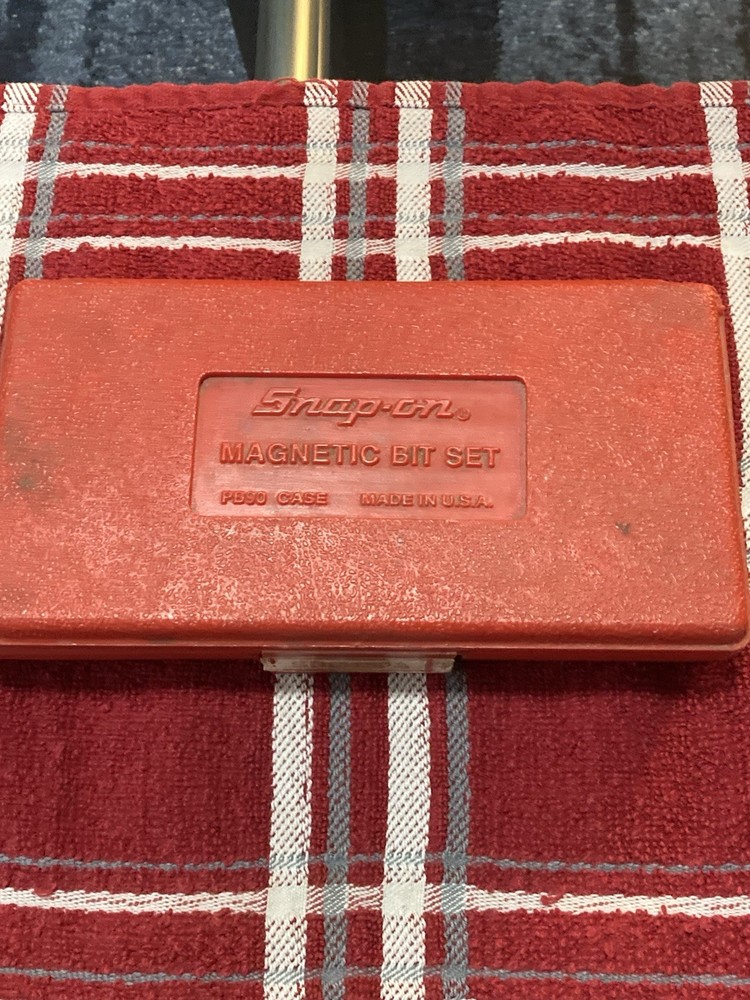 Snap-on®
MAGNETIC BIT SET
PB90 CASE MADE IN U.S.A.